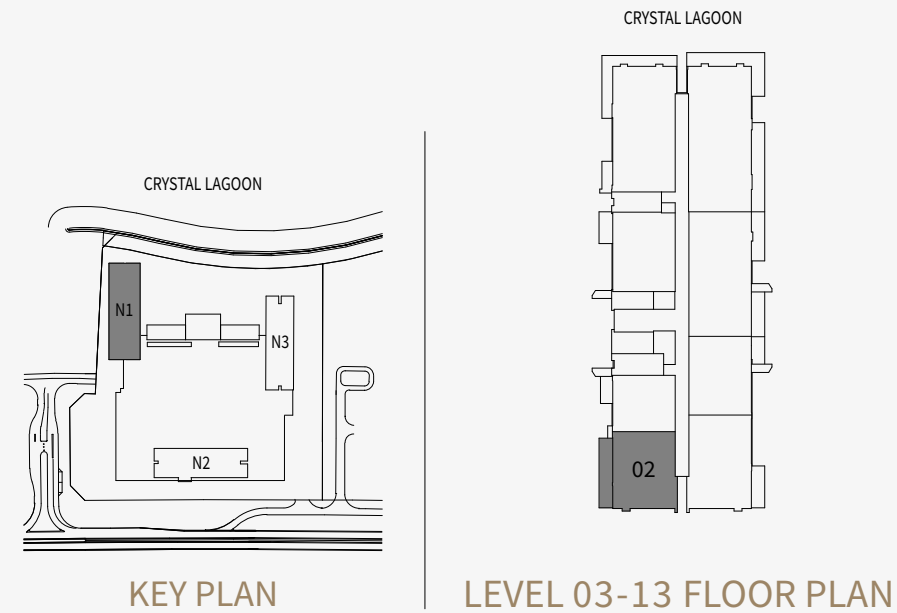 CRYSTAL LAGOON
N1
N3
N2
KEY PLAN
CRYSTAL LAGOON
02
LEVEL 03-13 FLOOR PLAN